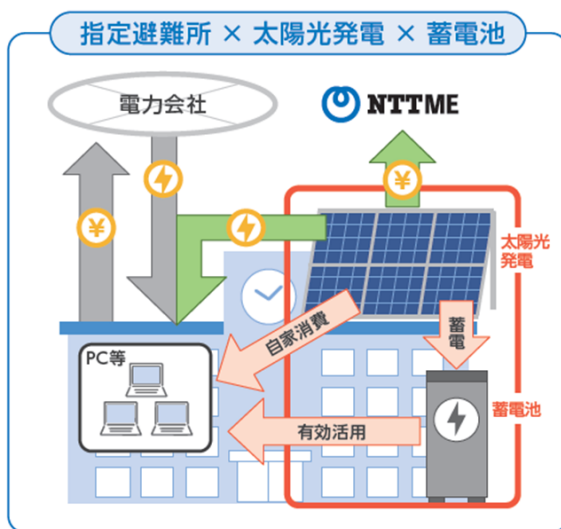 指定避難所 × 太陽光発電 × 蓄電池
電力会社
NTT ME
¥
¥
太陽光
発電
自家消費
蓄電
PC等
蓄電池
有効活用